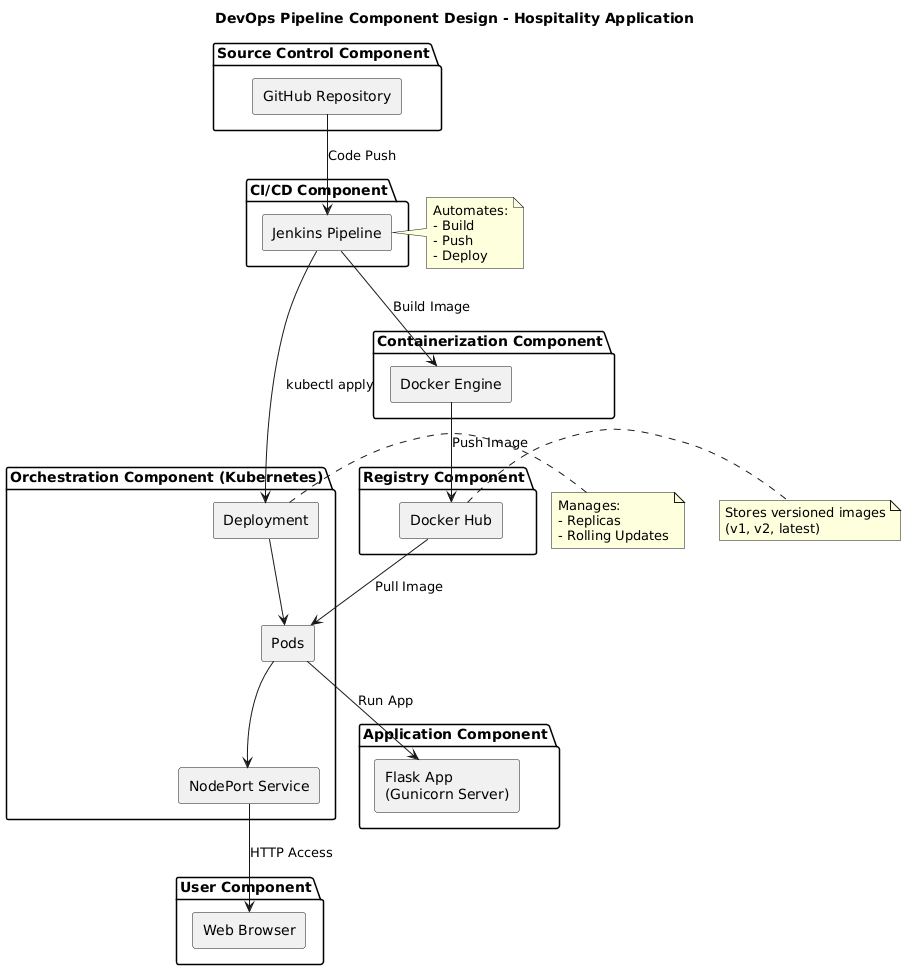 DevOps Pipeline Component Design - Hospitality Application
Source Control Component
GitHub Repository
Code Push
CI/CD Component
Jenkins Pipeline
Automates:
- Build
- Push
- Deploy
Build Image
Containerization Component
Docker Engine
kubectl apply
Push Image
Orchestration Component (Kubernetes)
Deployment
Registry Component
Docker Hub
Manages:
- Replicas
- Rolling Updates
Stores versioned images
(v1, v2, latest)
Pull Image
Pods
Run App
Application Component
Flask App
(Gunicorn Server)
NodePort Service
HTTP Access
User Component
Web Browser